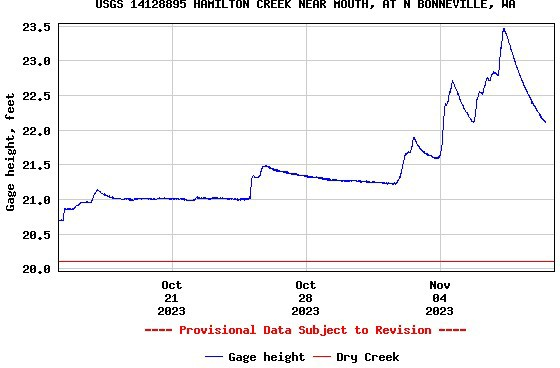 USGS 14128895 HAMILTON CREEK NEAR MOUTH, AT N BONNEVILLE, WA
23.5
23.0
22.5
22.0
21.5
21.0
20.5
20.0
Gage height, feet
Oct Oct Nov
21 28 04
2023 2023 2023
---- Provisional Data Subject to Revision ----
Gage height Dry Creek